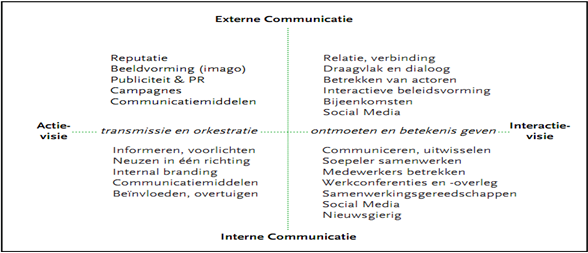 Externe Communicatie
Reputatie
Beeldvorming (imago)
Publiciteit & PR
Campagnes
Communicatiemiddelen
Relatie, verbinding
Draagvlak en dialoog
Betrekken van actoren
Interactieve beleidsvorming
Bijeenkomsten
Social Media
Actie-
visie
transmissie en orkestratie
ontmoeten en betekenis geven
Interactie-
visie
Informeren, voorlichten
Neuzen in één richting
Internal branding
Communicatiemiddelen
Beïnvloeden, overtuigen
Communiceren, uitwisselen
Soepeler samenwerken
Medewerkers betrekken
Werkconferenties en -overleg
Samenwerkingsgereedschappen
Social Media
Nieuwsgierig
Interne Communicatie